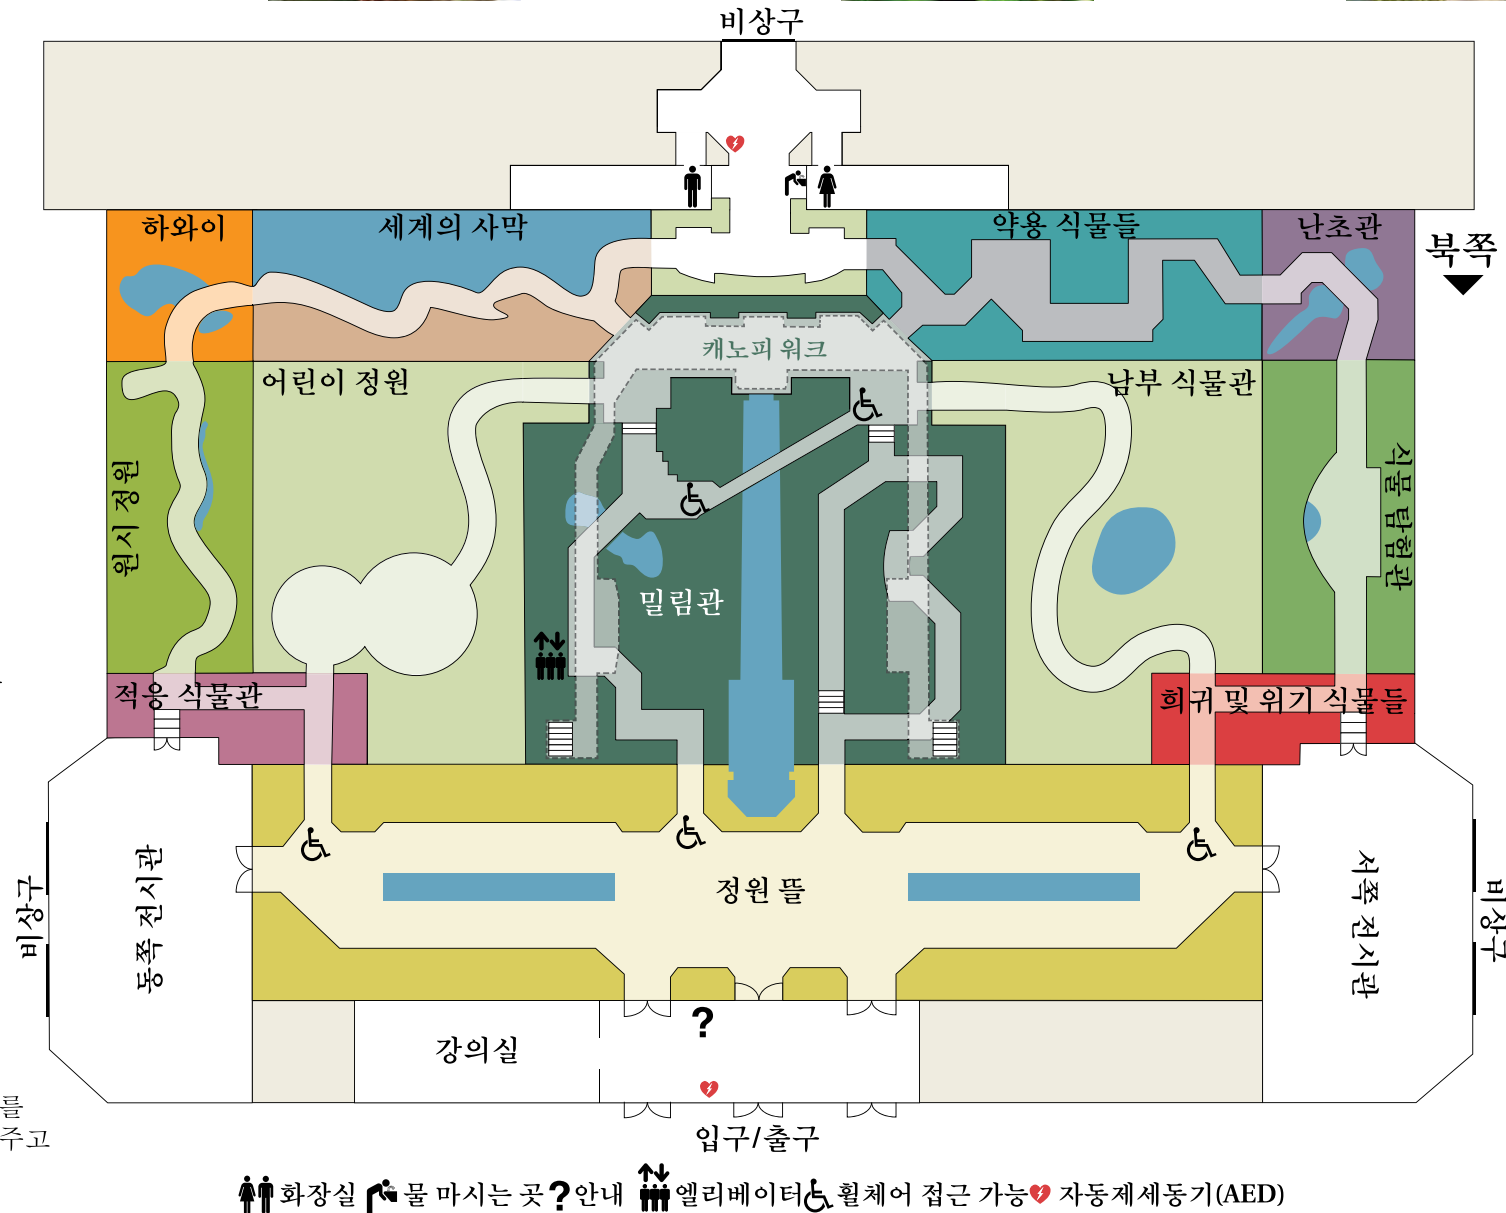 비상구
하와이
세계의 사막
약용 식물들
난초관
북쪽
캐노피 워크
어린이 정원
남부 식물관
원시 정원
식물 탐험관
밀림관
적응 식물관
희귀 및 위기 식물들
비상구
동쪽 전시관
정원 뜰
서쪽 전시관
비상구
?
강의실
를
주고
입구/출구
화장실 물 마시는 곳 ? 안내 엘리베이터 휠체어 접근 가능 자동제세동기(AED)